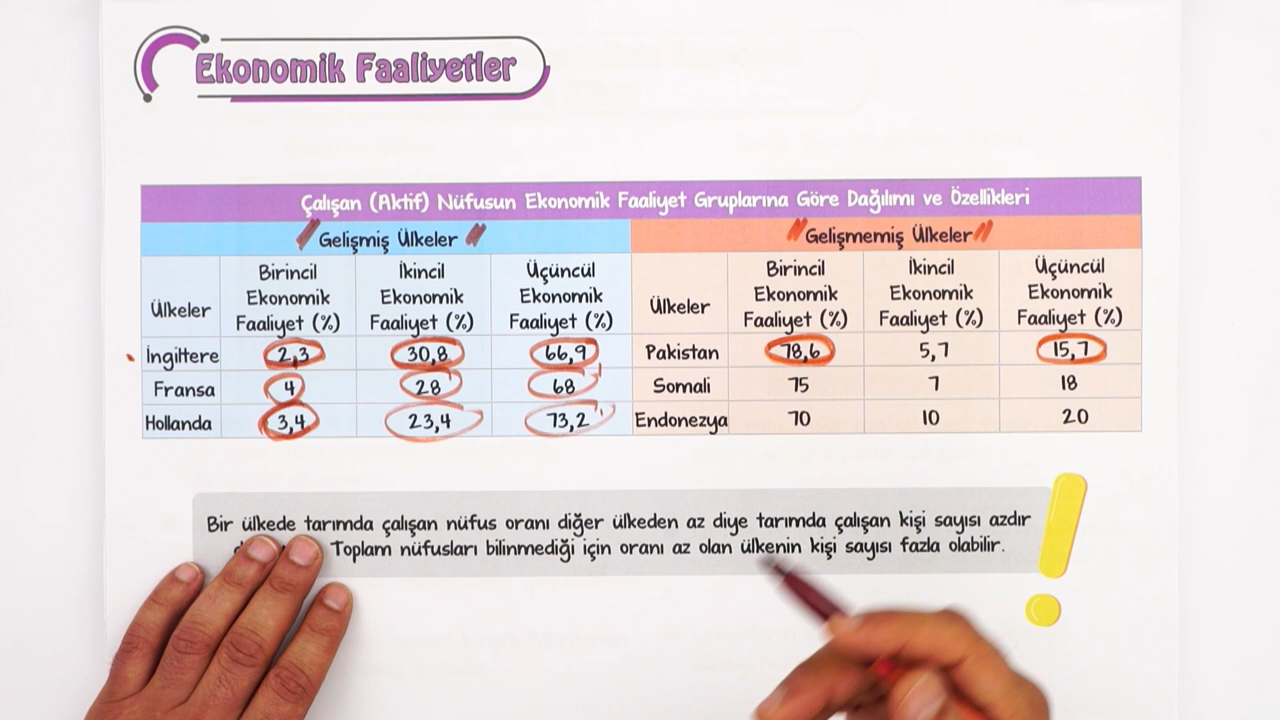 Ekonomik Faaliyetler
Çalışan (Aktif) Nüfusun Ekonomik Faaliyet Gruplarına Göre Dağılımı ve Özellikleri
Gelişmiş Ülkeler Gelişmemiş Ülkeler
Ülkeler Birincil Ekonomik Faaliyet (%) İkincil Ekonomik Faaliyet (%) Üçüncül Ekonomik Faaliyet (%) Ülkeler Birincil Ekonomik Faaliyet (%) İkincil Ekonomik Faaliyet (%) Üçüncül Ekonomik Faaliyet (%)
İngiltere 2,3 30,8 66,9 Pakistan 78,6 5,7 15,7
Fransa 4 28 68 Somali 75 7 18
Hollanda 3,4 23,4 73,2 Endonezya 70 10 20
Bir ülkede tarımda çalışan nüfus oranı diğer ülkeden az diye tarımda çalışan kişi sayısı azdır
Toplam nüfusları bilinmediği için oranı az olan ülkenin kişi sayısı fazla olabilir.